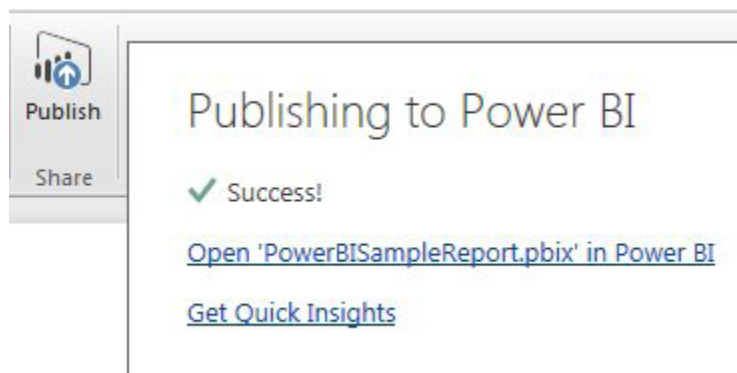 Publish
Share
Publishing to Power BI
Success!
Open 'PowerBISampleReport.pbix' in Power BI
Get Quick Insights